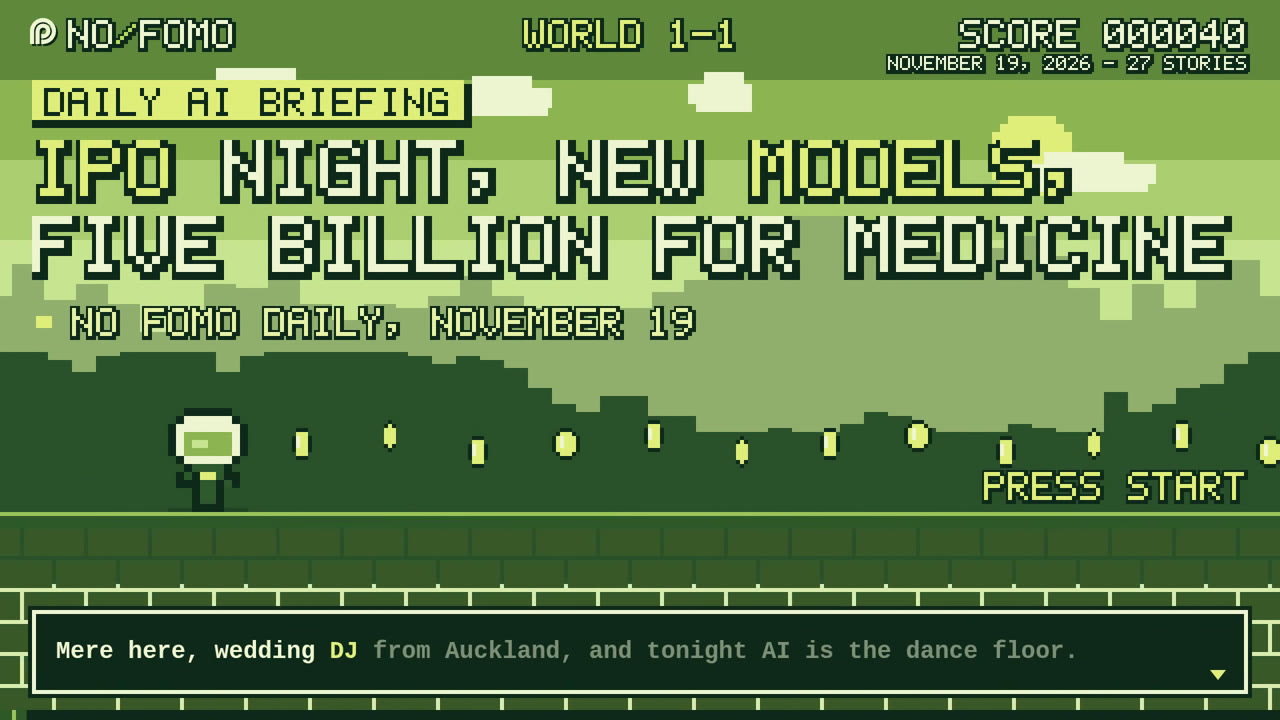 NO/FOMO
WORLD 1-1
SCORE 000040
NOVEMBER 19, 2026 - 27 STORIES
DAILY AI BRIEFING
IPO NIGHT, NEW MODELS,
FIVE BILLION FOR MEDICINE
NO FOMO DAILY, NOVEMBER 19
PRESS START
Mere here, wedding DJ from Auckland, and tonight AI is the dance floor.